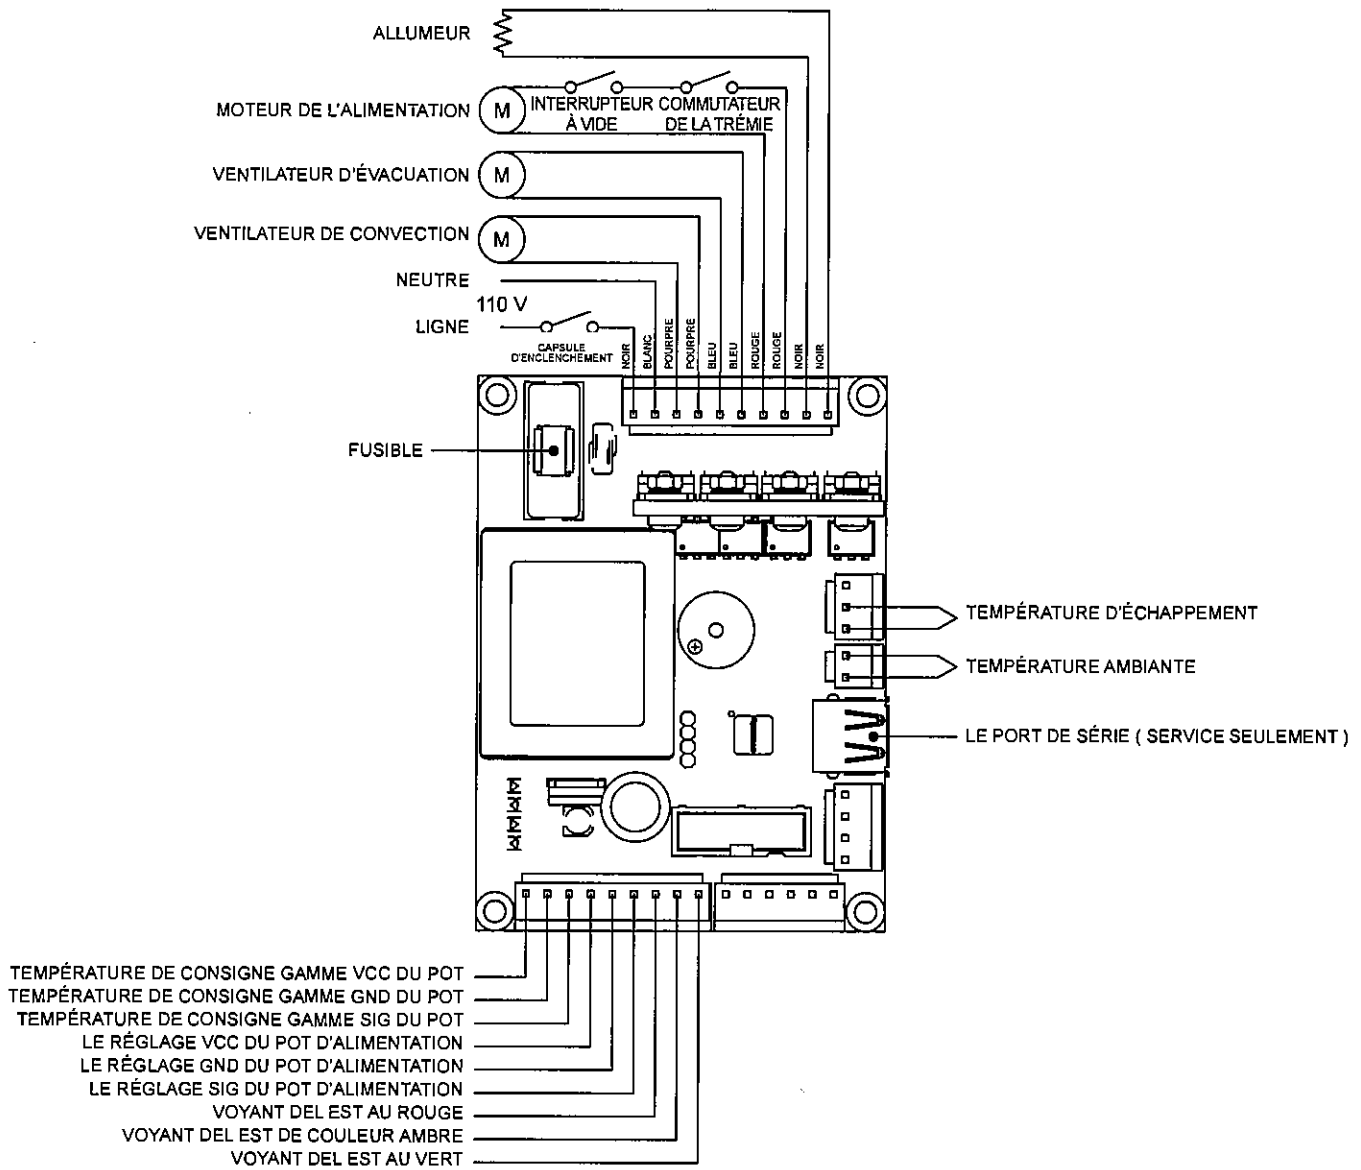 ALLUMEUR
MOTEUR DE L'ALIMENTATION
M
INTERRUPTEUR
À VIDE
COMMUTATEUR
DE LA TRÉMIE
VENTILATEUR D'ÉVACUATION
M
VENTILATEUR DE CONVECTION
M
NEUTRE
110 V
LIGNE
CAPSULE
D'ENCLENCHEMENT
NOIR
BLANC
POURPRE
POURPRE
BLEU
BLEU
ROUGE
ROUGE
NOIR
NOIR
FUSIBLE
TEMPÉRATURE D'ÉCHAPPEMENT
TEMPÉRATURE AMBIANTE
LE PORT DE SÉRIE ( SERVICE SEULEMENT )
TEMPÉRATURE DE CONSIGNE GAMME VCC DU POT
TEMPÉRATURE DE CONSIGNE GAMME GND DU POT
TEMPÉRATURE DE CONSIGNE GAMME SIG DU POT
LE RÉGLAGE VCC DU POT D'ALIMENTATION
LE RÉGLAGE GND DU POT D'ALIMENTATION
LE RÉGLAGE SIG DU POT D'ALIMENTATION
VOYANT DEL EST AU ROUGE
VOYANT DEL EST DE COULEUR AMBRE
VOYANT DEL EST AU VERT